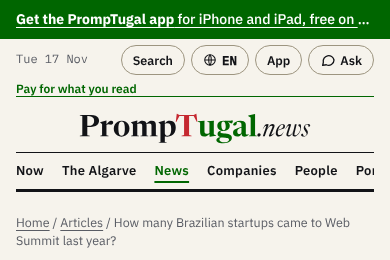 Get the PrompTugal app for iPhone and iPad, free on ...
Tue 17 Nov
Search
EN
App
Ask
Pay for what you read
PrompTugal.news
Now The Algarve News Companies People Por
Home / Articles / How many Brazilian startups came to Web
Summit last year?